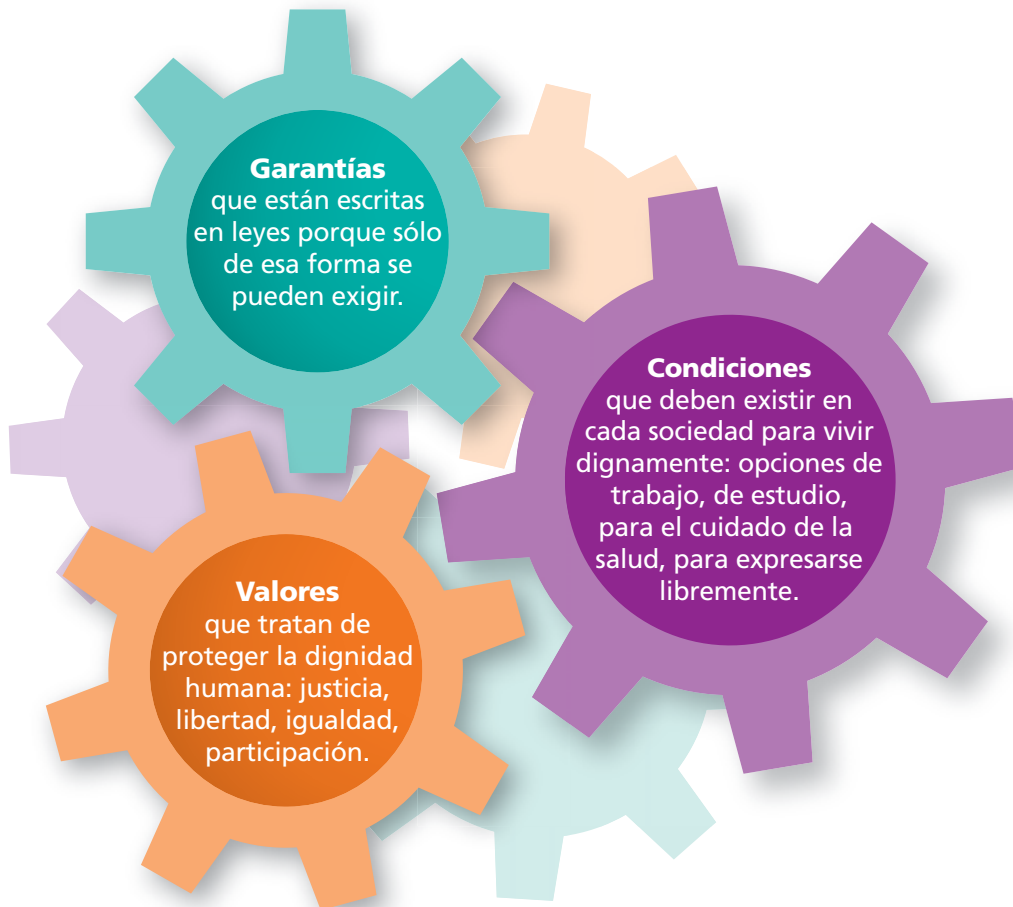 Garantías
que están escritas
en leyes porque sólo
de esa forma se
pueden exigir.
Condiciones
que deben existir en
cada sociedad para vivir
dignamente: opciones de
trabajo, de estudio,
para el cuidado de la
salud, para expresarse
libremente.
Valores
que tratan de
proteger la dignidad
humana: justicia,
libertad, igualdad,
participación.